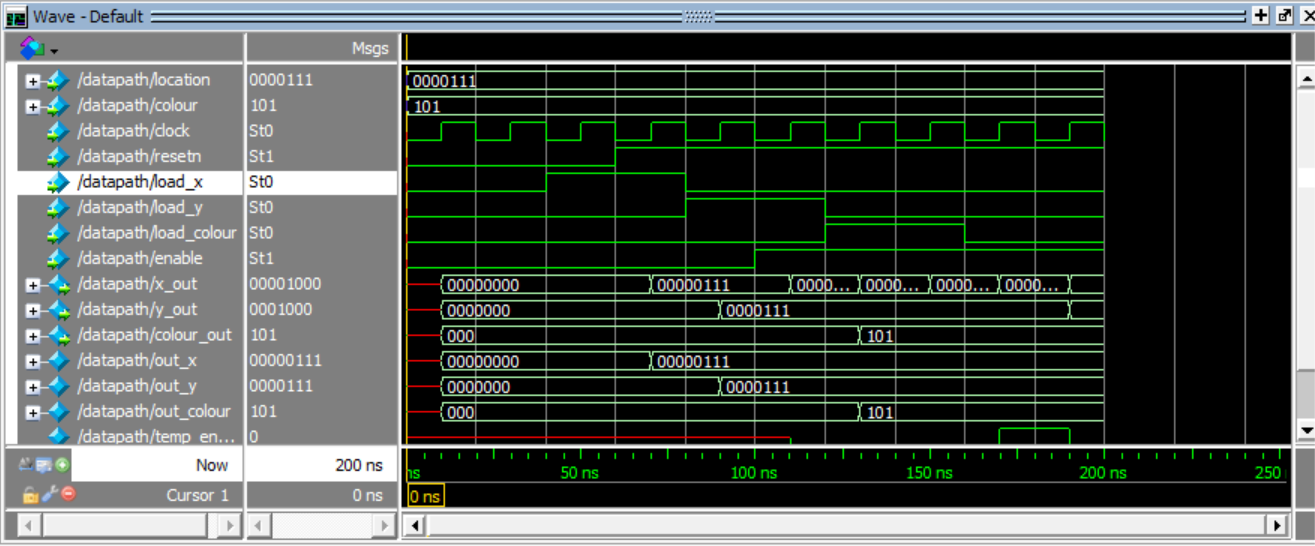 Wave - Default
Msgs
/datapath/location 0000111 0000111
/datapath/colour 101 101
/datapath/clock St0
/datapath/resetn St1
/datapath/load_x St0
/datapath/load_y St0
/datapath/load_colour St0
/datapath/enable St1
/datapath/x_out 00001000 00000000 00000111 0000... 0000... 0000... 0000...
/datapath/y_out 0001000 0000000 0000111
/datapath/colour_out 101 000 101
/datapath/out_x 00000111 00000000 00000111
/datapath/out_y 0000111 0000000 0000111
/datapath/out_colour 101 000 101
/datapath/temp_en... 0
Now 200 ns ns 50 ns 100 ns 150 ns 200 ns 250
Cursor 1 0 ns 0 ns